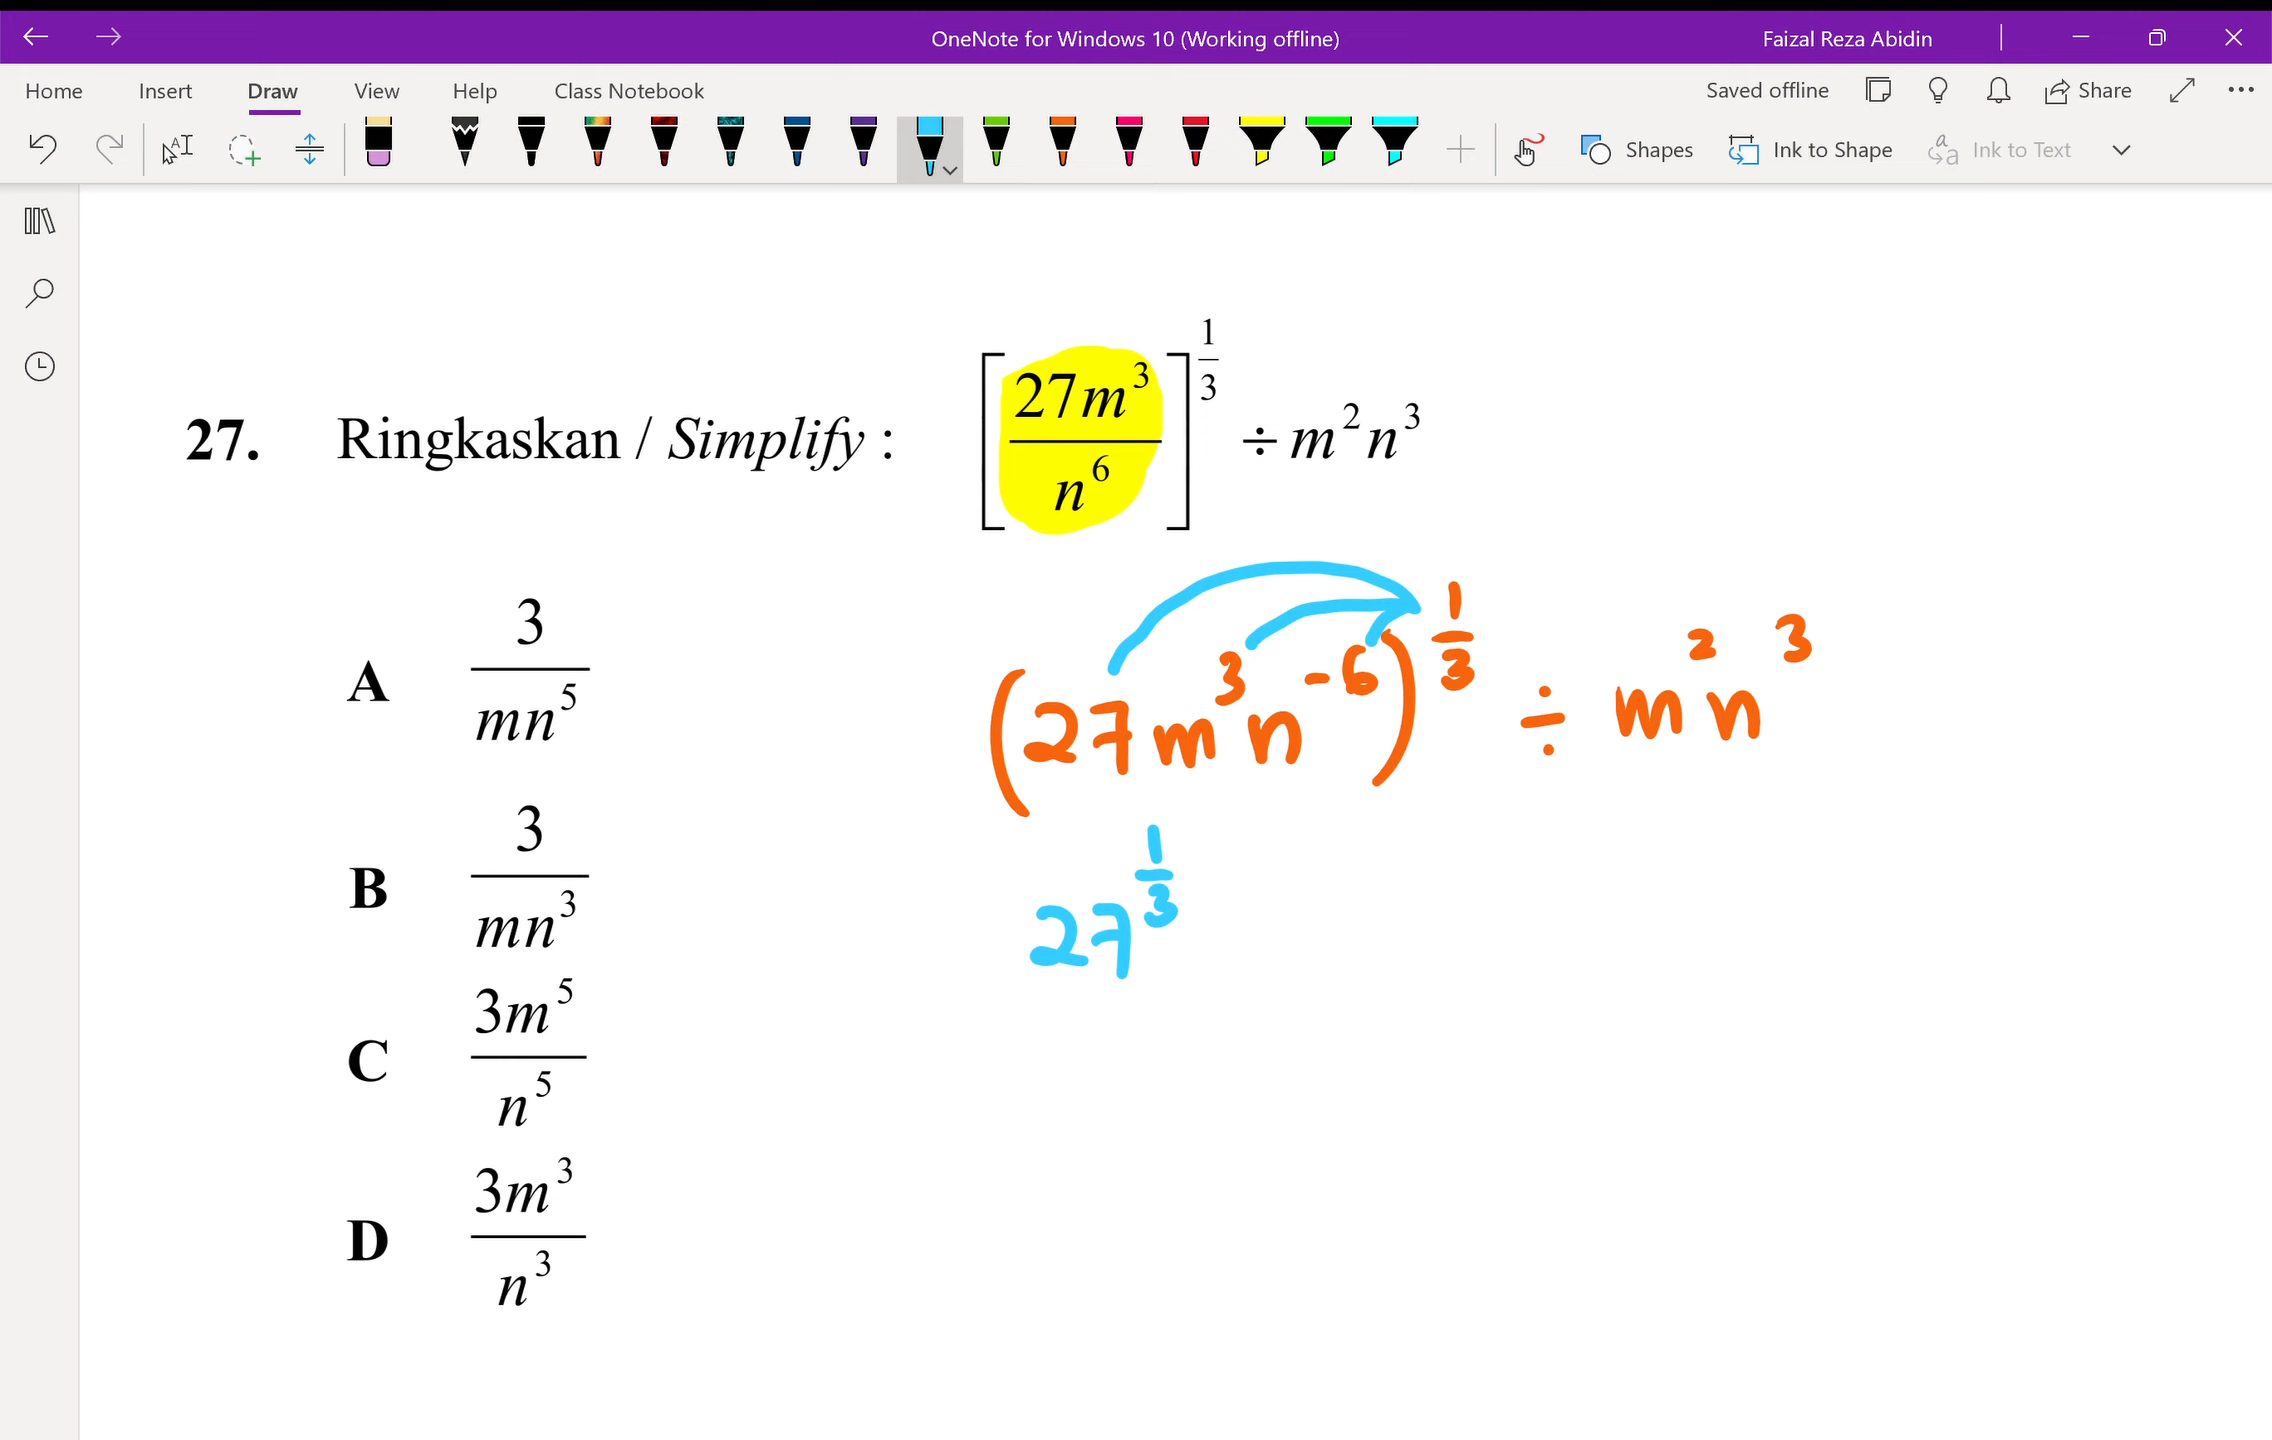 OneNote for Windows 10 (Working offline) Faizal Reza Abidin
Home Insert Draw View Help Class Notebook Saved offline Share
Shapes Ink to Shape Ink to Text
27. Ringkaskan / Simplify : [27m³/n⁶]^(1/3) ÷ m²n³
(27m³n⁻⁶)^(1/3) ÷ m²n³
27^(1/3)
A 3/mn⁵
B 3/mn³
C 3m⁵/n⁵
D 3m³/n³